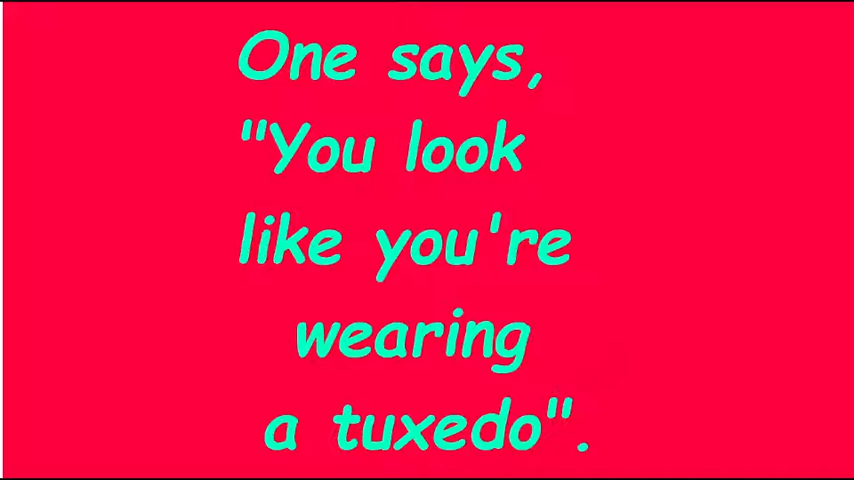 One says,
"You look
like you're
wearing
a tuxedo".